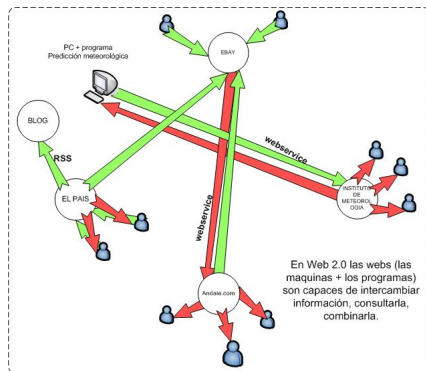 PC + programa
Predicción meteorológica
EBAY
BLOG
RSS
webservice
EL PAIS
INSTITUTO
DE
METEOROL
OGIA
webservice
Andale.com
En Web 2.0 las webs (las
maquinas + los programas)
son capaces de intercambiar
información, consultarla,
combinarla.